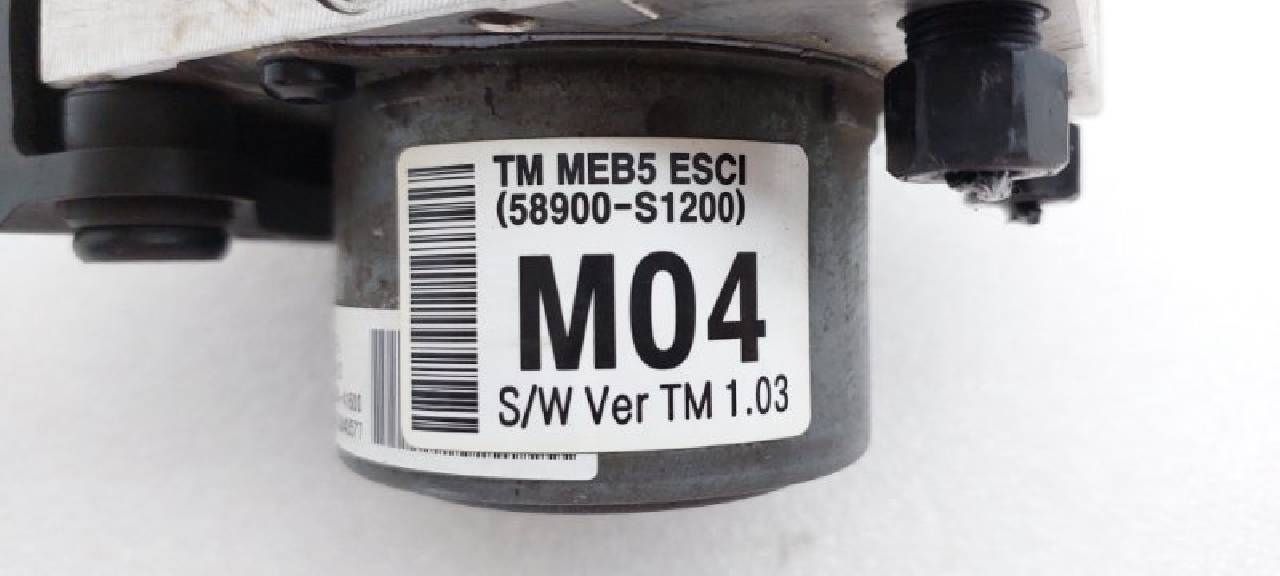 TM MEB5 ESCI
(58900-S1200)
M04
S/W Ver TM 1.03